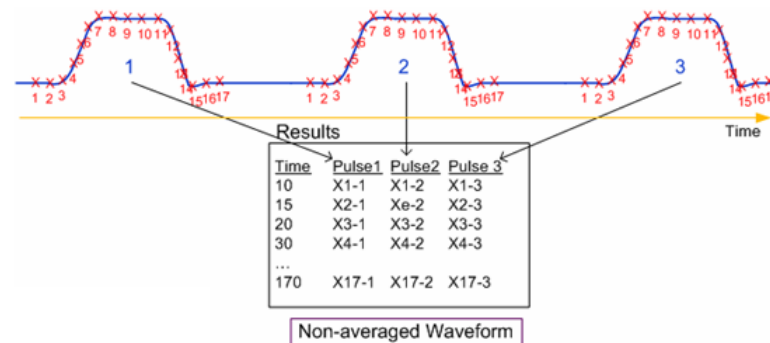 7 8 9 10 11 12 7 8 9 10 11 12 7 8 9 10 11 12
6 6 6
5 1 13 5 2 13 5 3 13
4 14 4 14 4 14
1 2 3 15 16 17 1 2 3 15 16 17 1 2 3 15 16
Time
Results
Time Pulse1 Pulse2 Pulse 3
10 X1-1 X1-2 X1-3
15 X2-1 Xe-2 X2-3
20 X3-1 X3-2 X3-3
30 X4-1 X4-2 X4-3
...
170 X17-1 X17-2 X17-3
Non-averaged Waveform